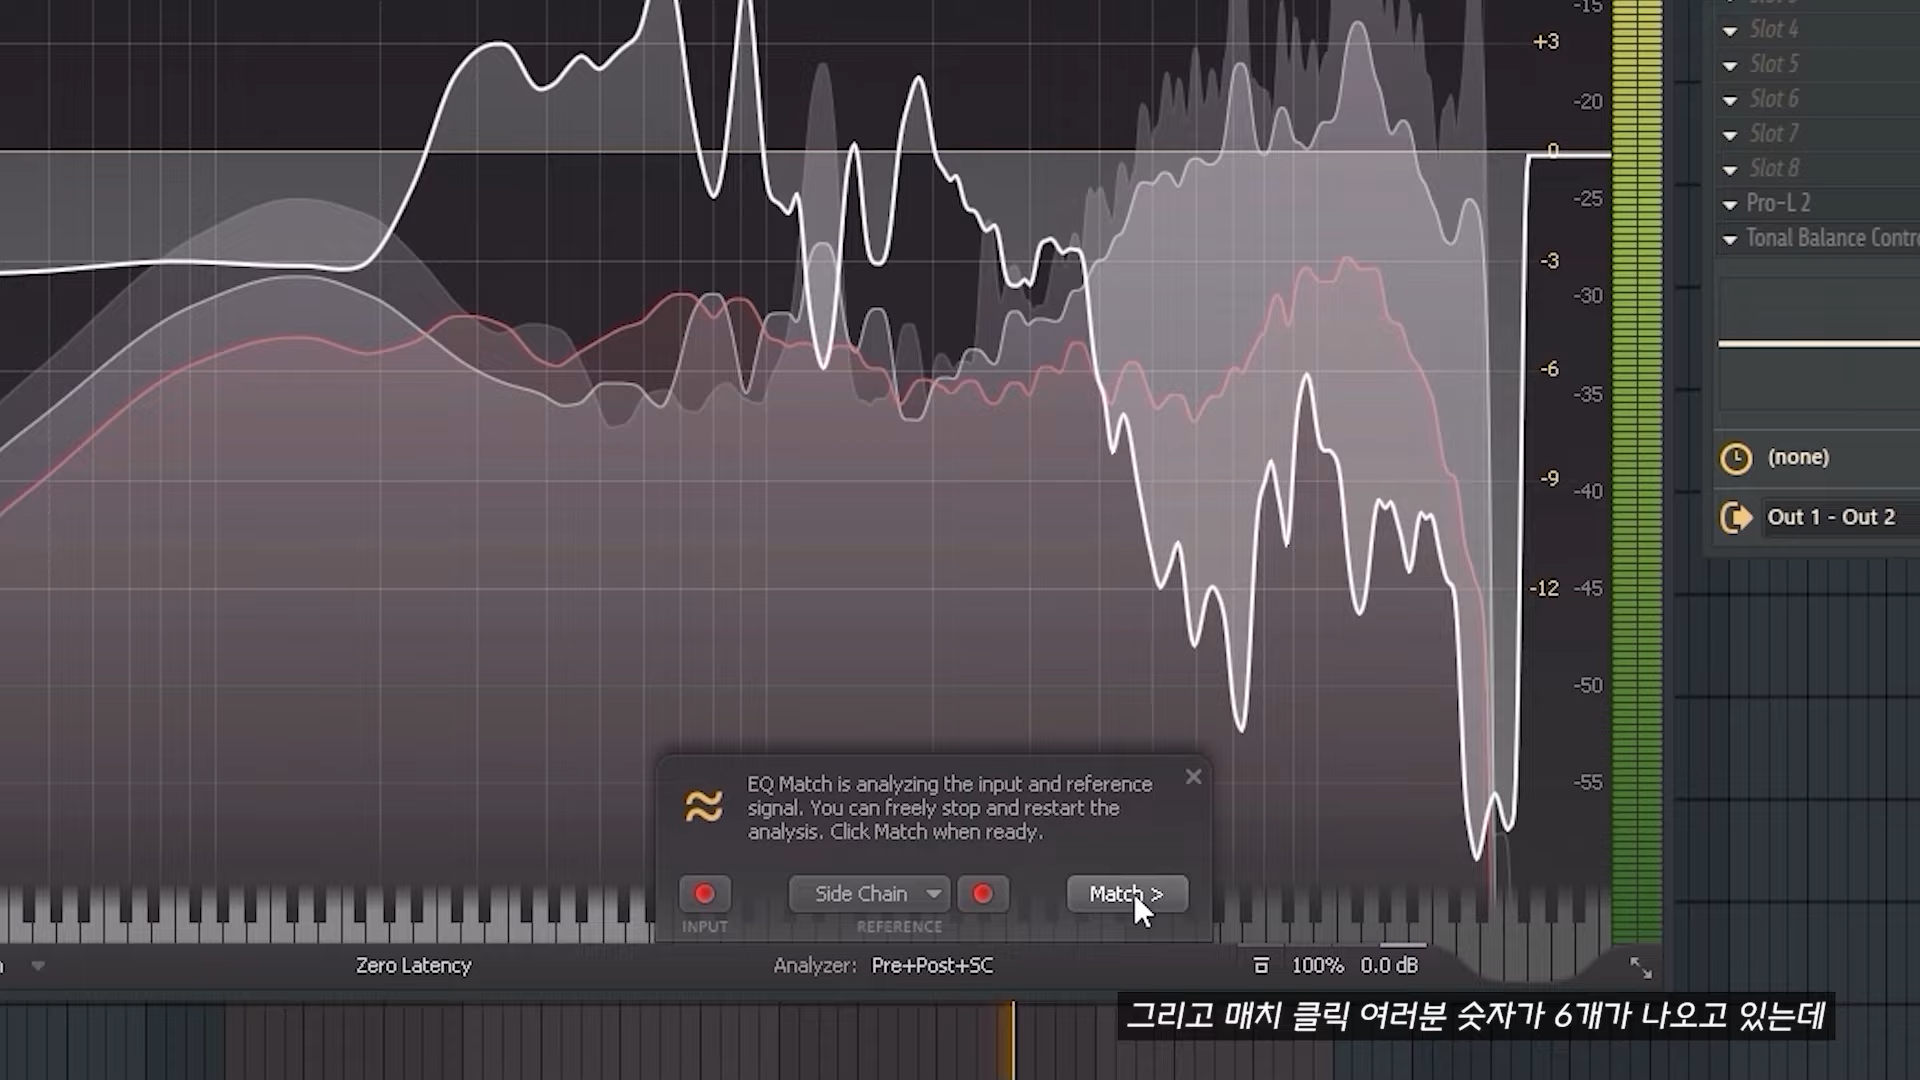 -15
+3
Slot 4
Slot 5
-20
Slot 6
Slot 7
0
Slot 8
-25
Pro-L 2
Tonal Balance Contro
-3
-30
-6
-35
(none)
-9
-40
Out 1 - Out 2
-12
-45
-50
-55
EQ Match is analyzing the input and reference
signal. You can freely stop and restart the
analysis. Click Match when ready.
Side Chain
Match >
INPUT
REFERENCE
Zero Latency
Analyzer: Pre+Post+SC
100%
0.0 dB
그리고 매치 클릭 여러분 숫자가 6개가 나오고 있는데